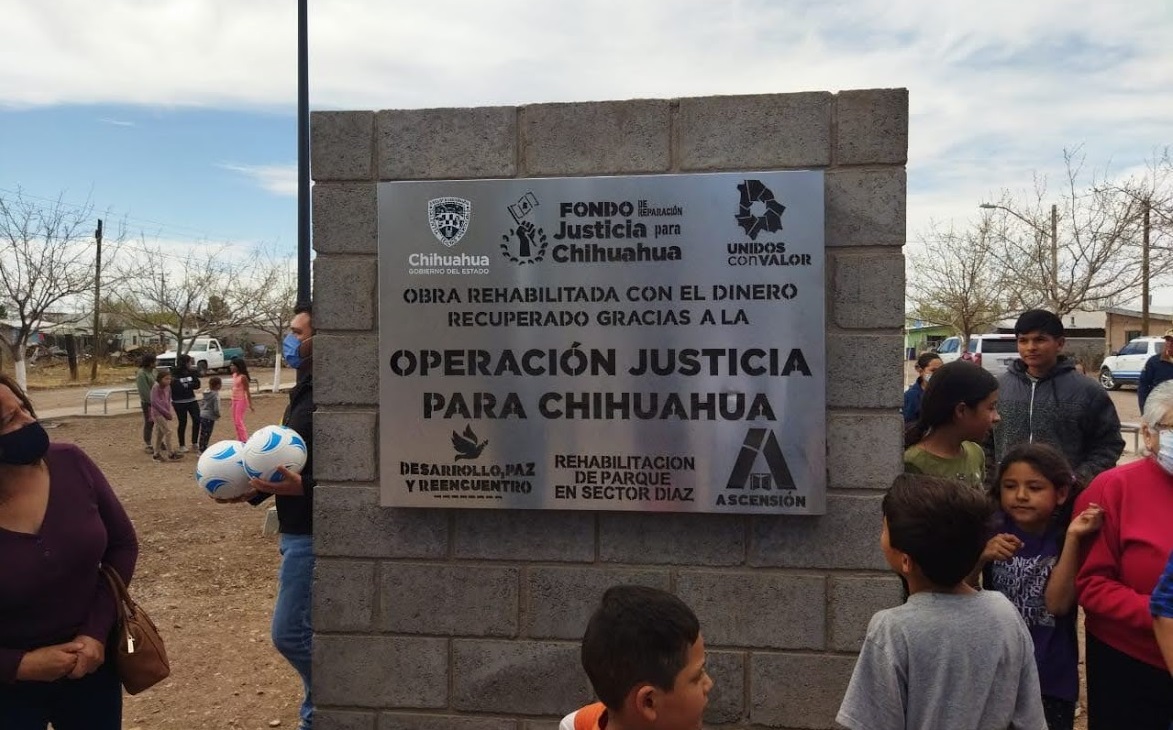 Chihuahua
GOBIERNO DEL ESTADO
FONDO DE REPARACIÓN
Justicia para
Chihuahua
UNIDOS
CON VALOR
OBRA REHABILITADA CON EL DINERO
RECUPERADO GRACIAS A LA
OPERACIÓN JUSTICIA
PARA CHIHUAHUA
DESARROLLO, PAZ
Y REENCUENTRO
REHABILITACION
DE PARQUE
EN SECTOR DIAZ
ASCENSIÓN